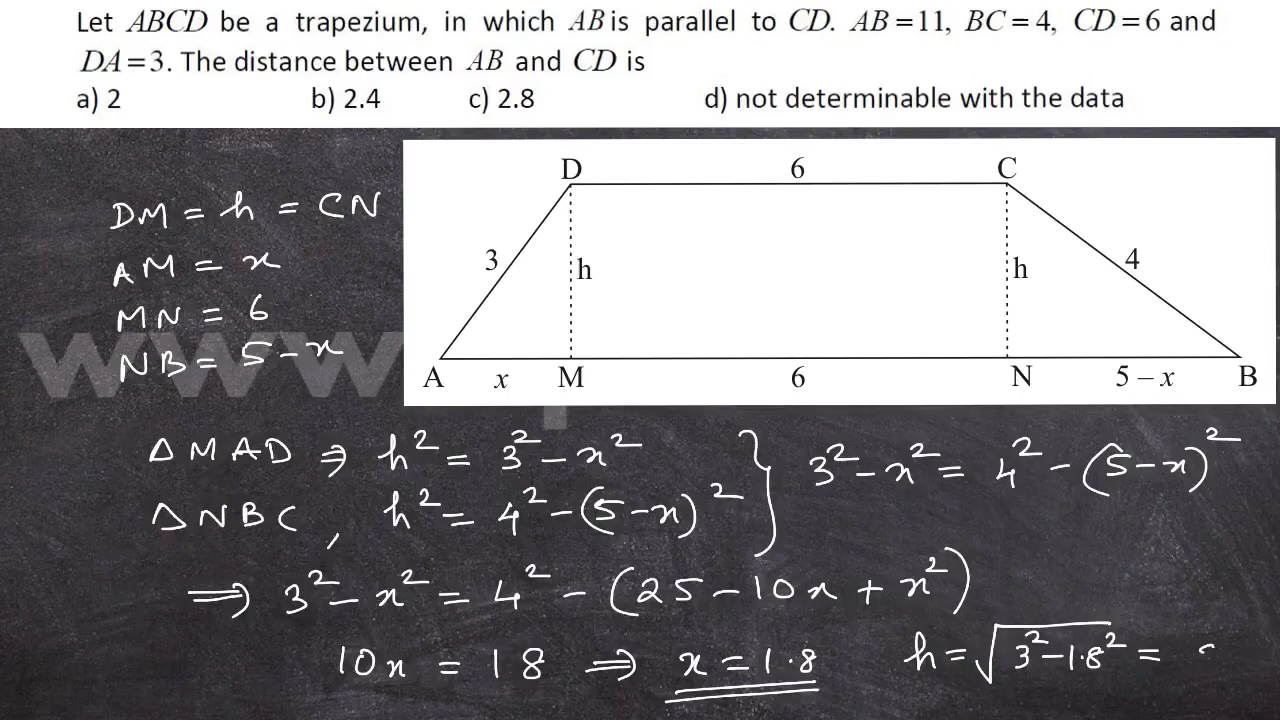 Let ABCD be a trapezium, in which AB is parallel to CD. AB=11, BC=4, CD=6 and
DA=3. The distance between AB and CD is
a) 2 b) 2.4 c) 2.8 d) not determinable with the data
D 6 C
DM = h = CN
AM = x
MN = 6
NB = 5-x
3 h h 4
A x M 6 N 5 – x B
www
△MAD ⇒ h² = 3² - x²
△NBC, h² = 4² - (5-x)²
} 3² - x² = 4² - (5-x)²
⇒ 3² - x² = 4² - (25 - 10x + x²)
10x = 18 ⇒ x = 1.8 h = √(3² - 1.8²) =